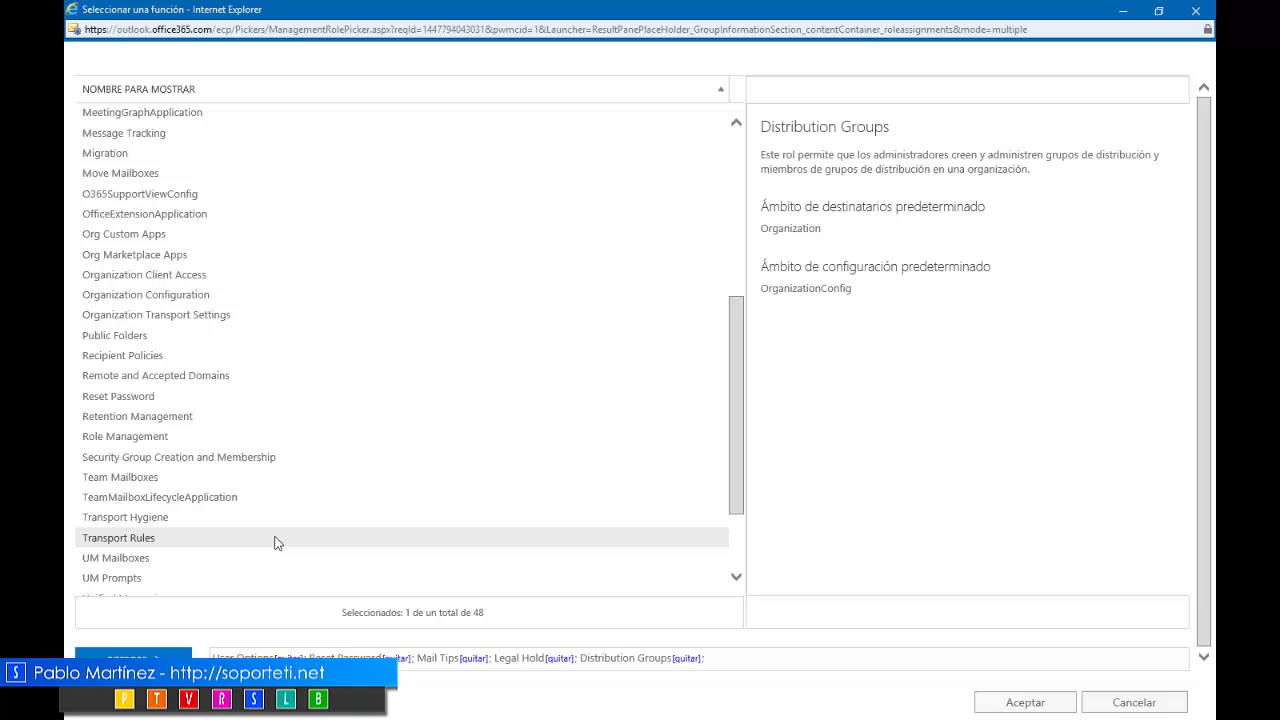 Seleccionar una función - Internet Explorer
https://outlook.office365.com/ecp/Pickers/ManagementRolePicker.aspx?reqId=1447794043031&pwmcid=1&Launcher=ResultPanePlaceHolder_GroupInformationSection_contentContainer_roleassignments&mode=multiple
NOMBRE PARA MOSTRAR
MeetingGraphApplication
Message Tracking
Migration
Move Mailboxes
O365SupportViewConfig
OfficeExtensionApplication
Org Custom Apps
Org Marketplace Apps
Organization Client Access
Organization Configuration
Organization Transport Settings
Public Folders
Recipient Policies
Remote and Accepted Domains
Reset Password
Retention Management
Role Management
Security Group Creation and Membership
Team Mailboxes
TeamMailboxLifecycleApplication
Transport Hygiene
Transport Rules
UM Mailboxes
UM Prompts
Seleccionados: 1 de un total de 48
Distribution Groups
Este rol permite que los administradores creen y administren grupos de distribución y
miembros de grupos de distribución en una organización.
Ámbito de destinatarios predeterminado
Organization
Ámbito de configuración predeterminado
OrganizationConfig
User Options[quitar]; Reset Password[quitar]; Mail Tips[quitar]; Legal Hold[quitar]; Distribution Groups[quitar];
S Pablo Martínez - http://soporteti.net
P T V R S L B
Aceptar Cancelar